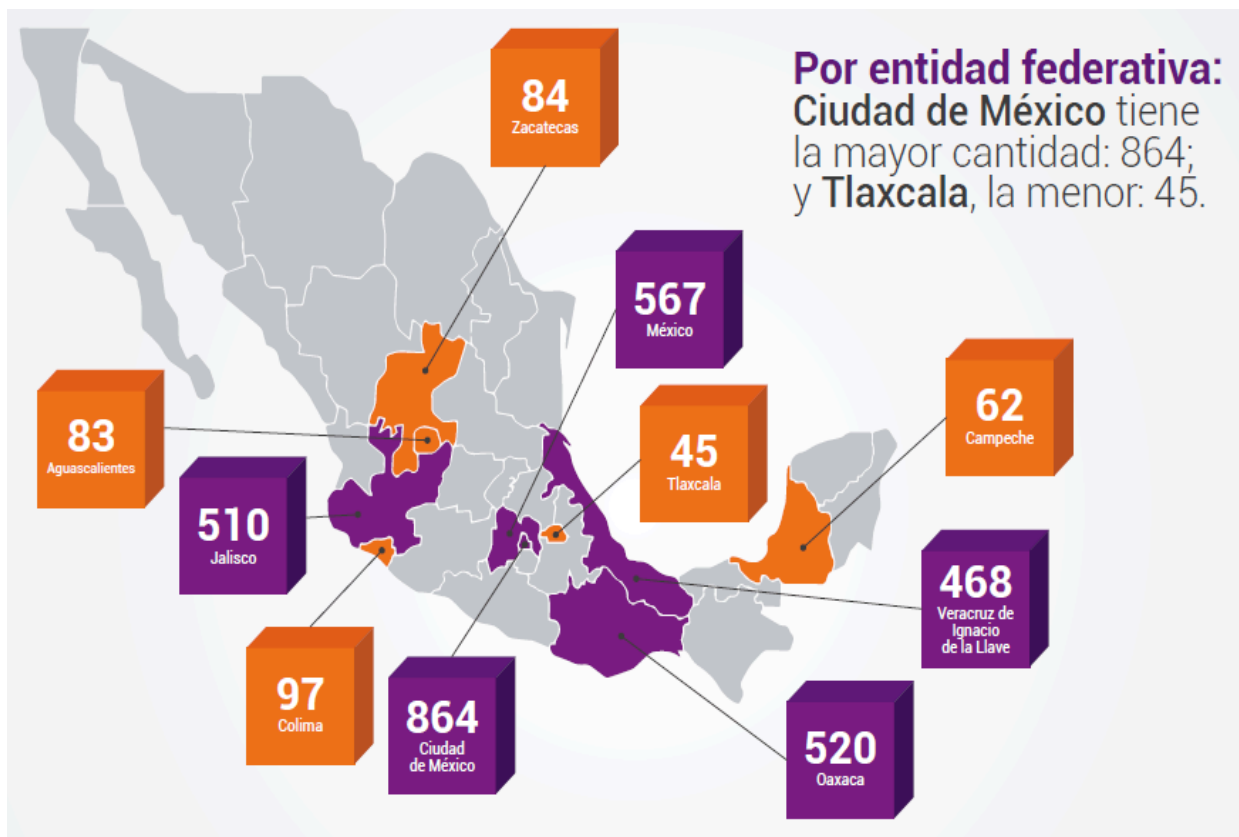 84
Zacatecas
Por entidad federativa:
Ciudad de México tiene
la mayor cantidad: 864;
y Tlaxcala, la menor: 45.
567
México
83
Aguascalientes
62
Campeche
45
Tlaxcala
510
Jalisco
468
Veracruz de
Ignacio
de la Llave
97
Colima
864
Ciudad
de México
520
Oaxaca